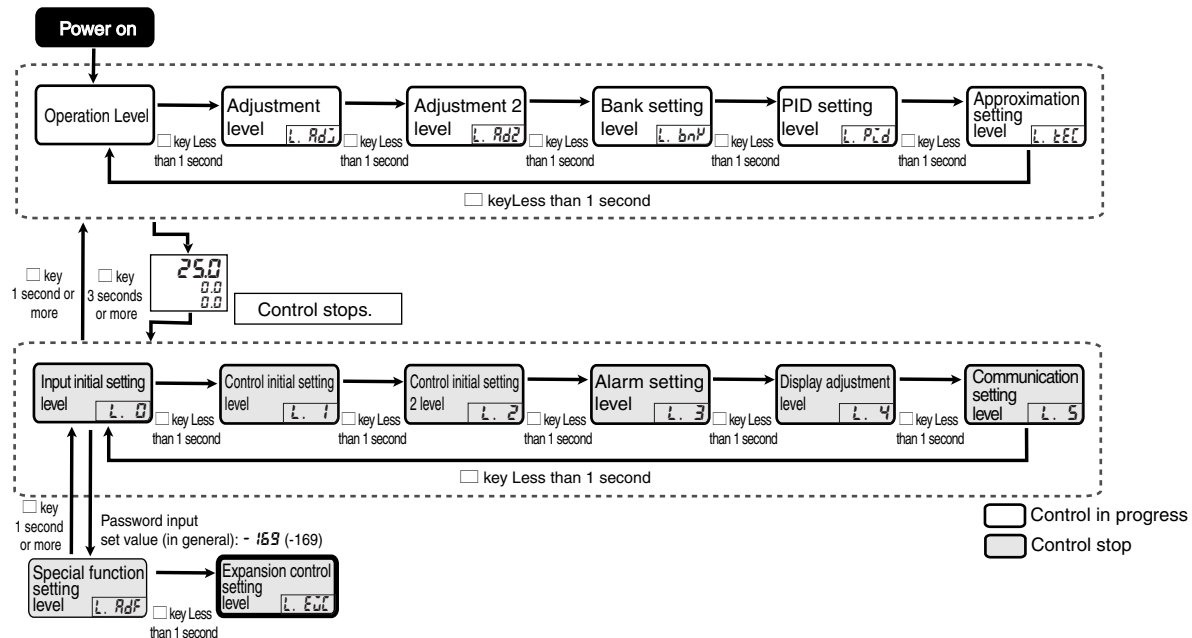 Power on
Operation Level
Adjustment
level
L. AdJ
Adjustment 2
level
L. Ad2
Bank setting
level
L. bnK
PID setting
level
L. PId
Approximation
setting
level
L. tEC
key Less
than 1 second
key Less
than 1 second
key Less
than 1 second
key Less
than 1 second
key Less
than 1 second
keyLess than 1 second
key
1 second or
more
key
3 seconds
or more
25.0
0.0
0.0
Control stops.
Input initial setting
level
L. 0
Control initial setting
level
L. 1
Control initial setting
2 level
L. 2
Alarm setting
level
L. 3
Display adjustment
level
L. 4
Communication
setting
level
L. 5
key Less
than 1 second
key Less
than 1 second
key Less
than 1 second
key Less
than 1 second
key Less
than 1 second
key Less than 1 second
key
1 second
or more
Password input
set value (in general): -169 (-169)
Control in progress
Control stop
Special function
setting
level
L. AdF
key Less
than 1 second
Expansion control
setting
level
L. EUC